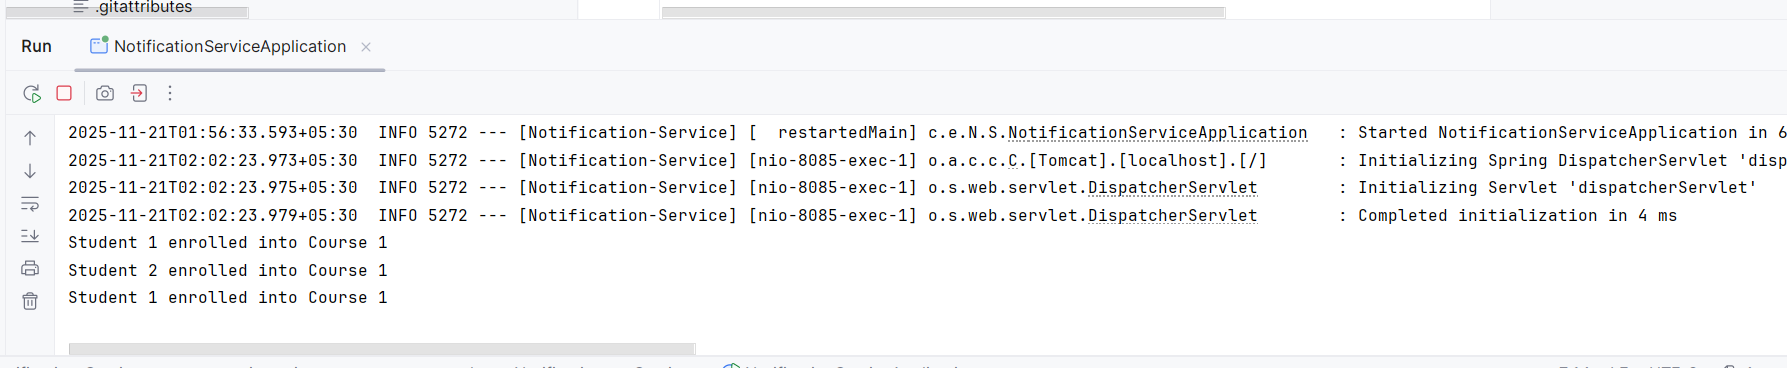 .gitattributes
Run NotificationServiceApplication
2025-11-21T01:56:33.593+05:30  INFO 5272 --- [Notification-Service] [  restartedMain] c.e.N.S.NotificationServiceApplication   : Started NotificationServiceApplication in 6
2025-11-21T02:02:23.973+05:30  INFO 5272 --- [Notification-Service] [nio-8085-exec-1] o.a.c.c.C.[Tomcat].[localhost].[/]       : Initializing Spring DispatcherServlet 'disp
2025-11-21T02:02:23.975+05:30  INFO 5272 --- [Notification-Service] [nio-8085-exec-1] o.s.web.servlet.DispatcherServlet        : Initializing Servlet 'dispatcherServlet'
2025-11-21T02:02:23.979+05:30  INFO 5272 --- [Notification-Service] [nio-8085-exec-1] o.s.web.servlet.DispatcherServlet        : Completed initialization in 4 ms
Student 1 enrolled into Course 1
Student 2 enrolled into Course 1
Student 1 enrolled into Course 1